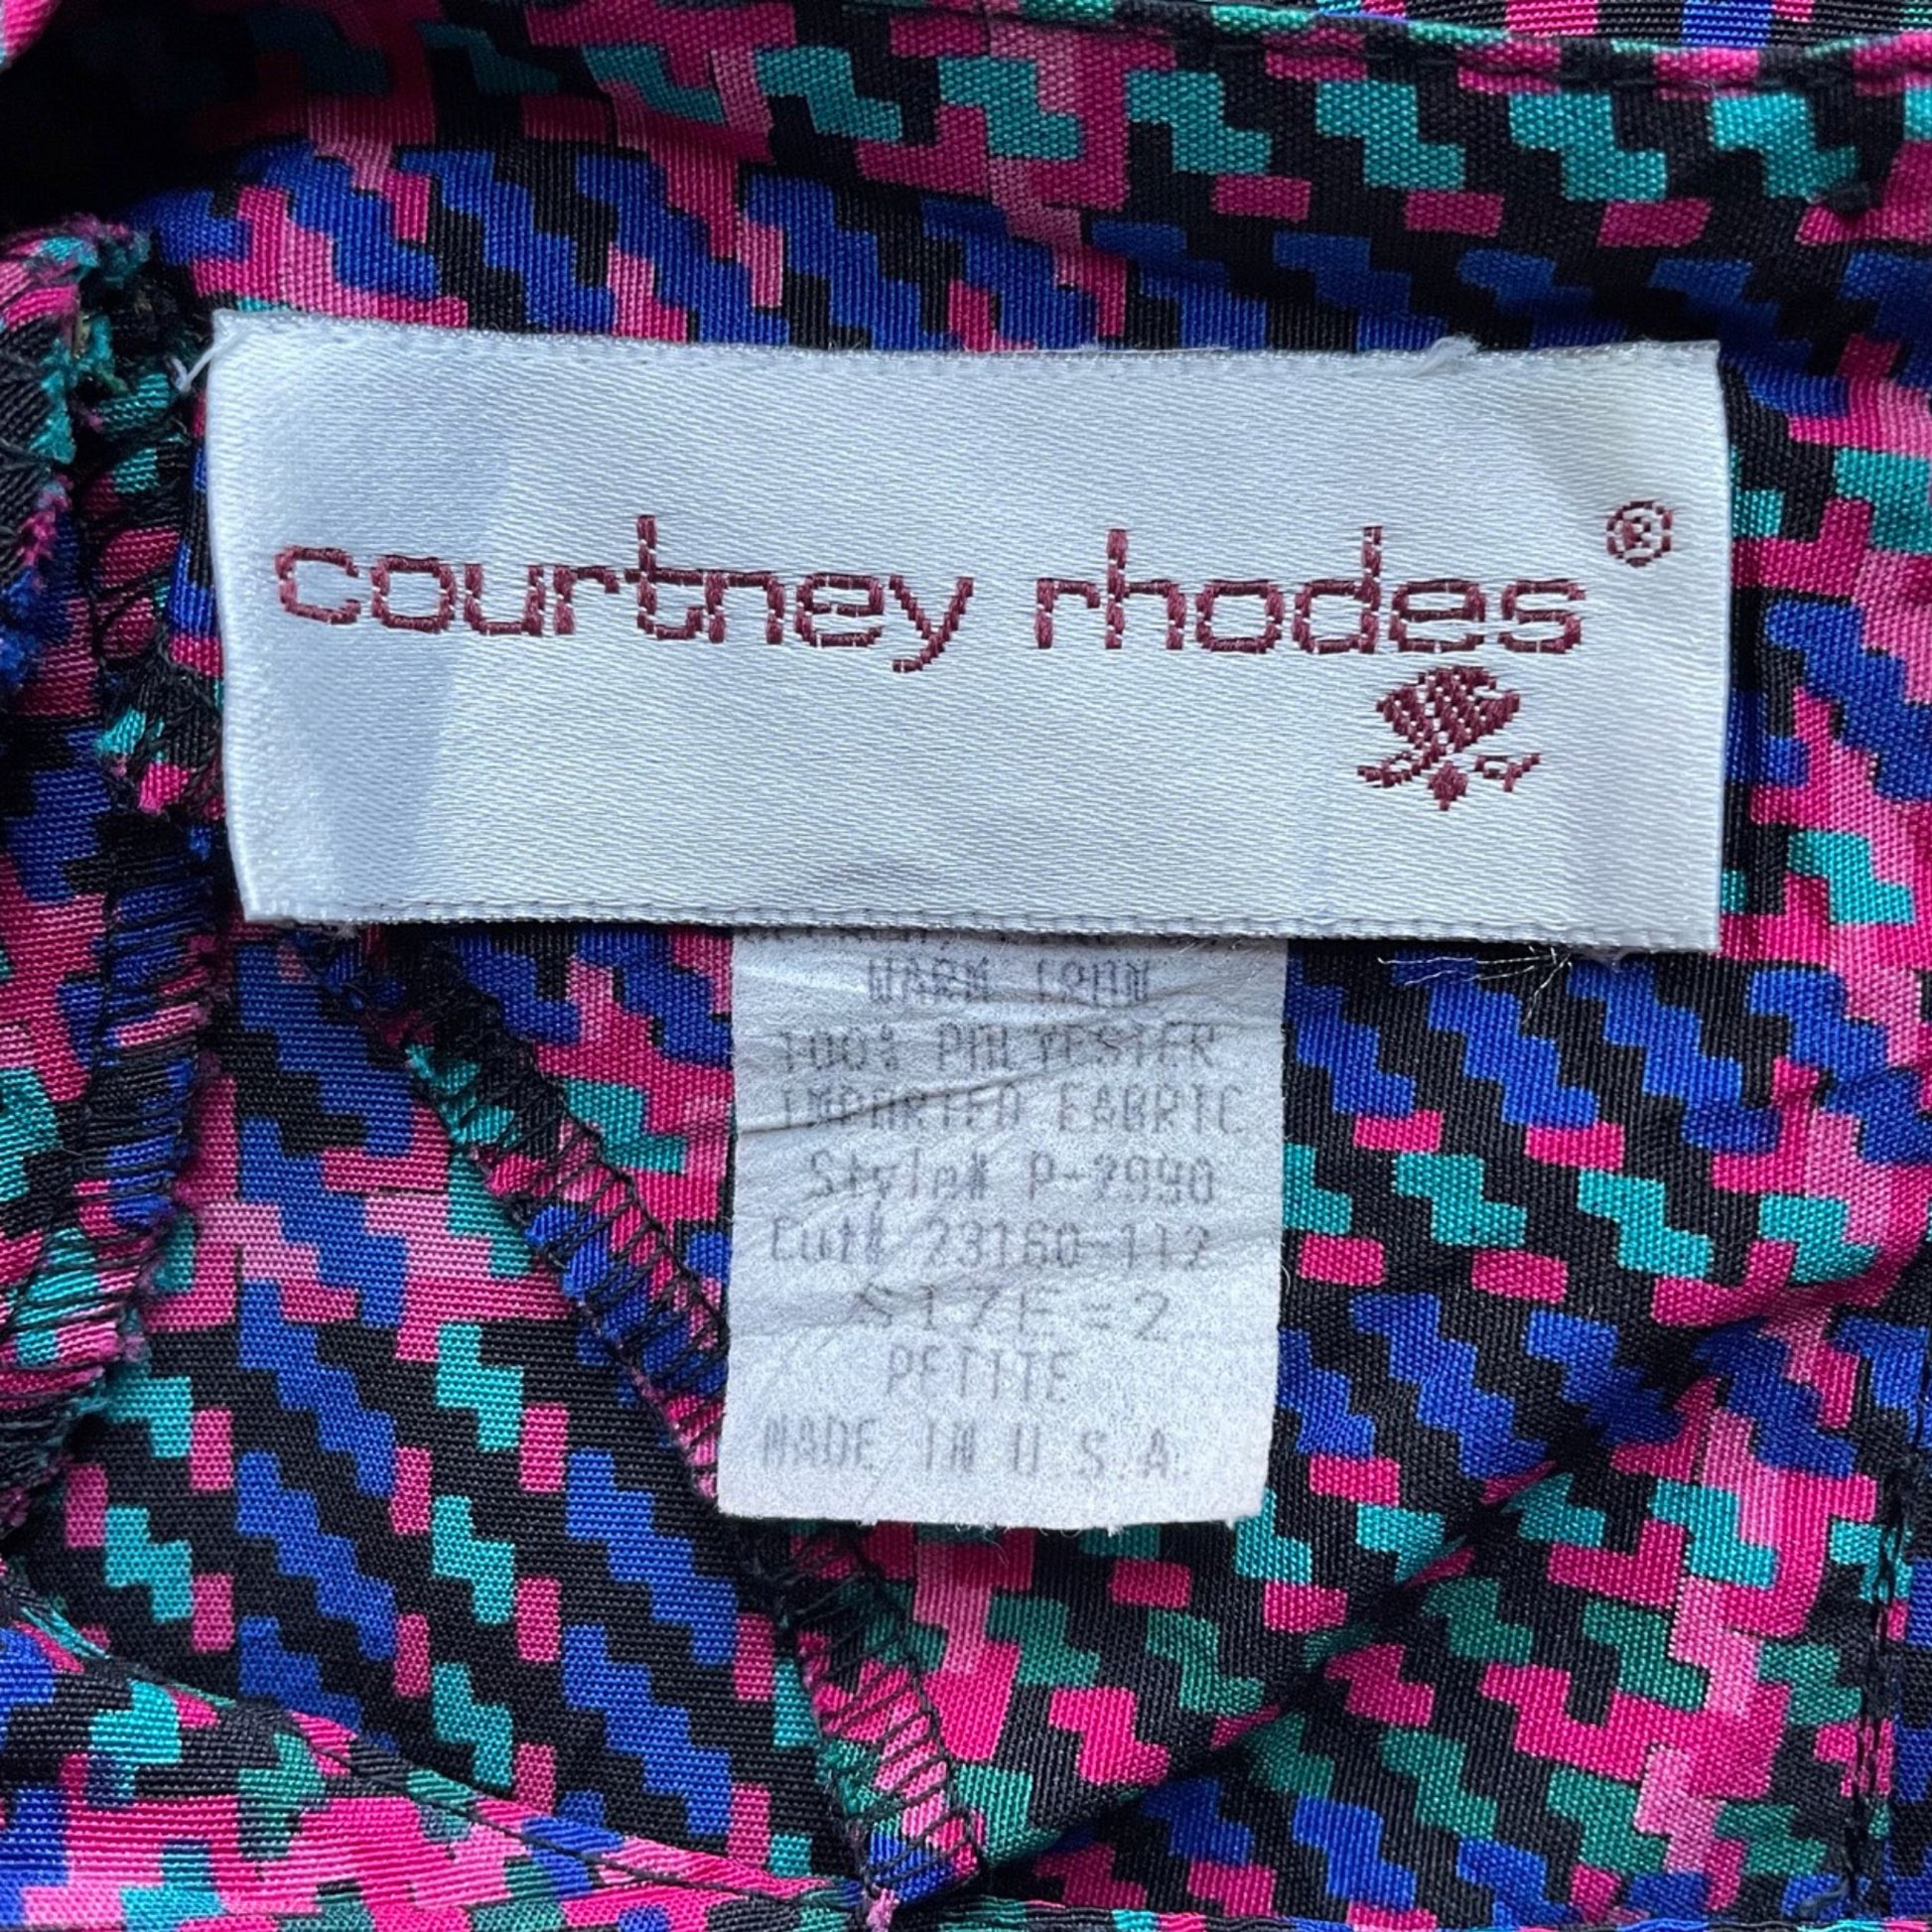 courtney rhodes ®
WARM IRON
100% POLYESTER
IMPORTED FABRIC
Style# P-2990
Cut# 23160-112
SIZE=2
PETITE
MADE IN U.S.A.